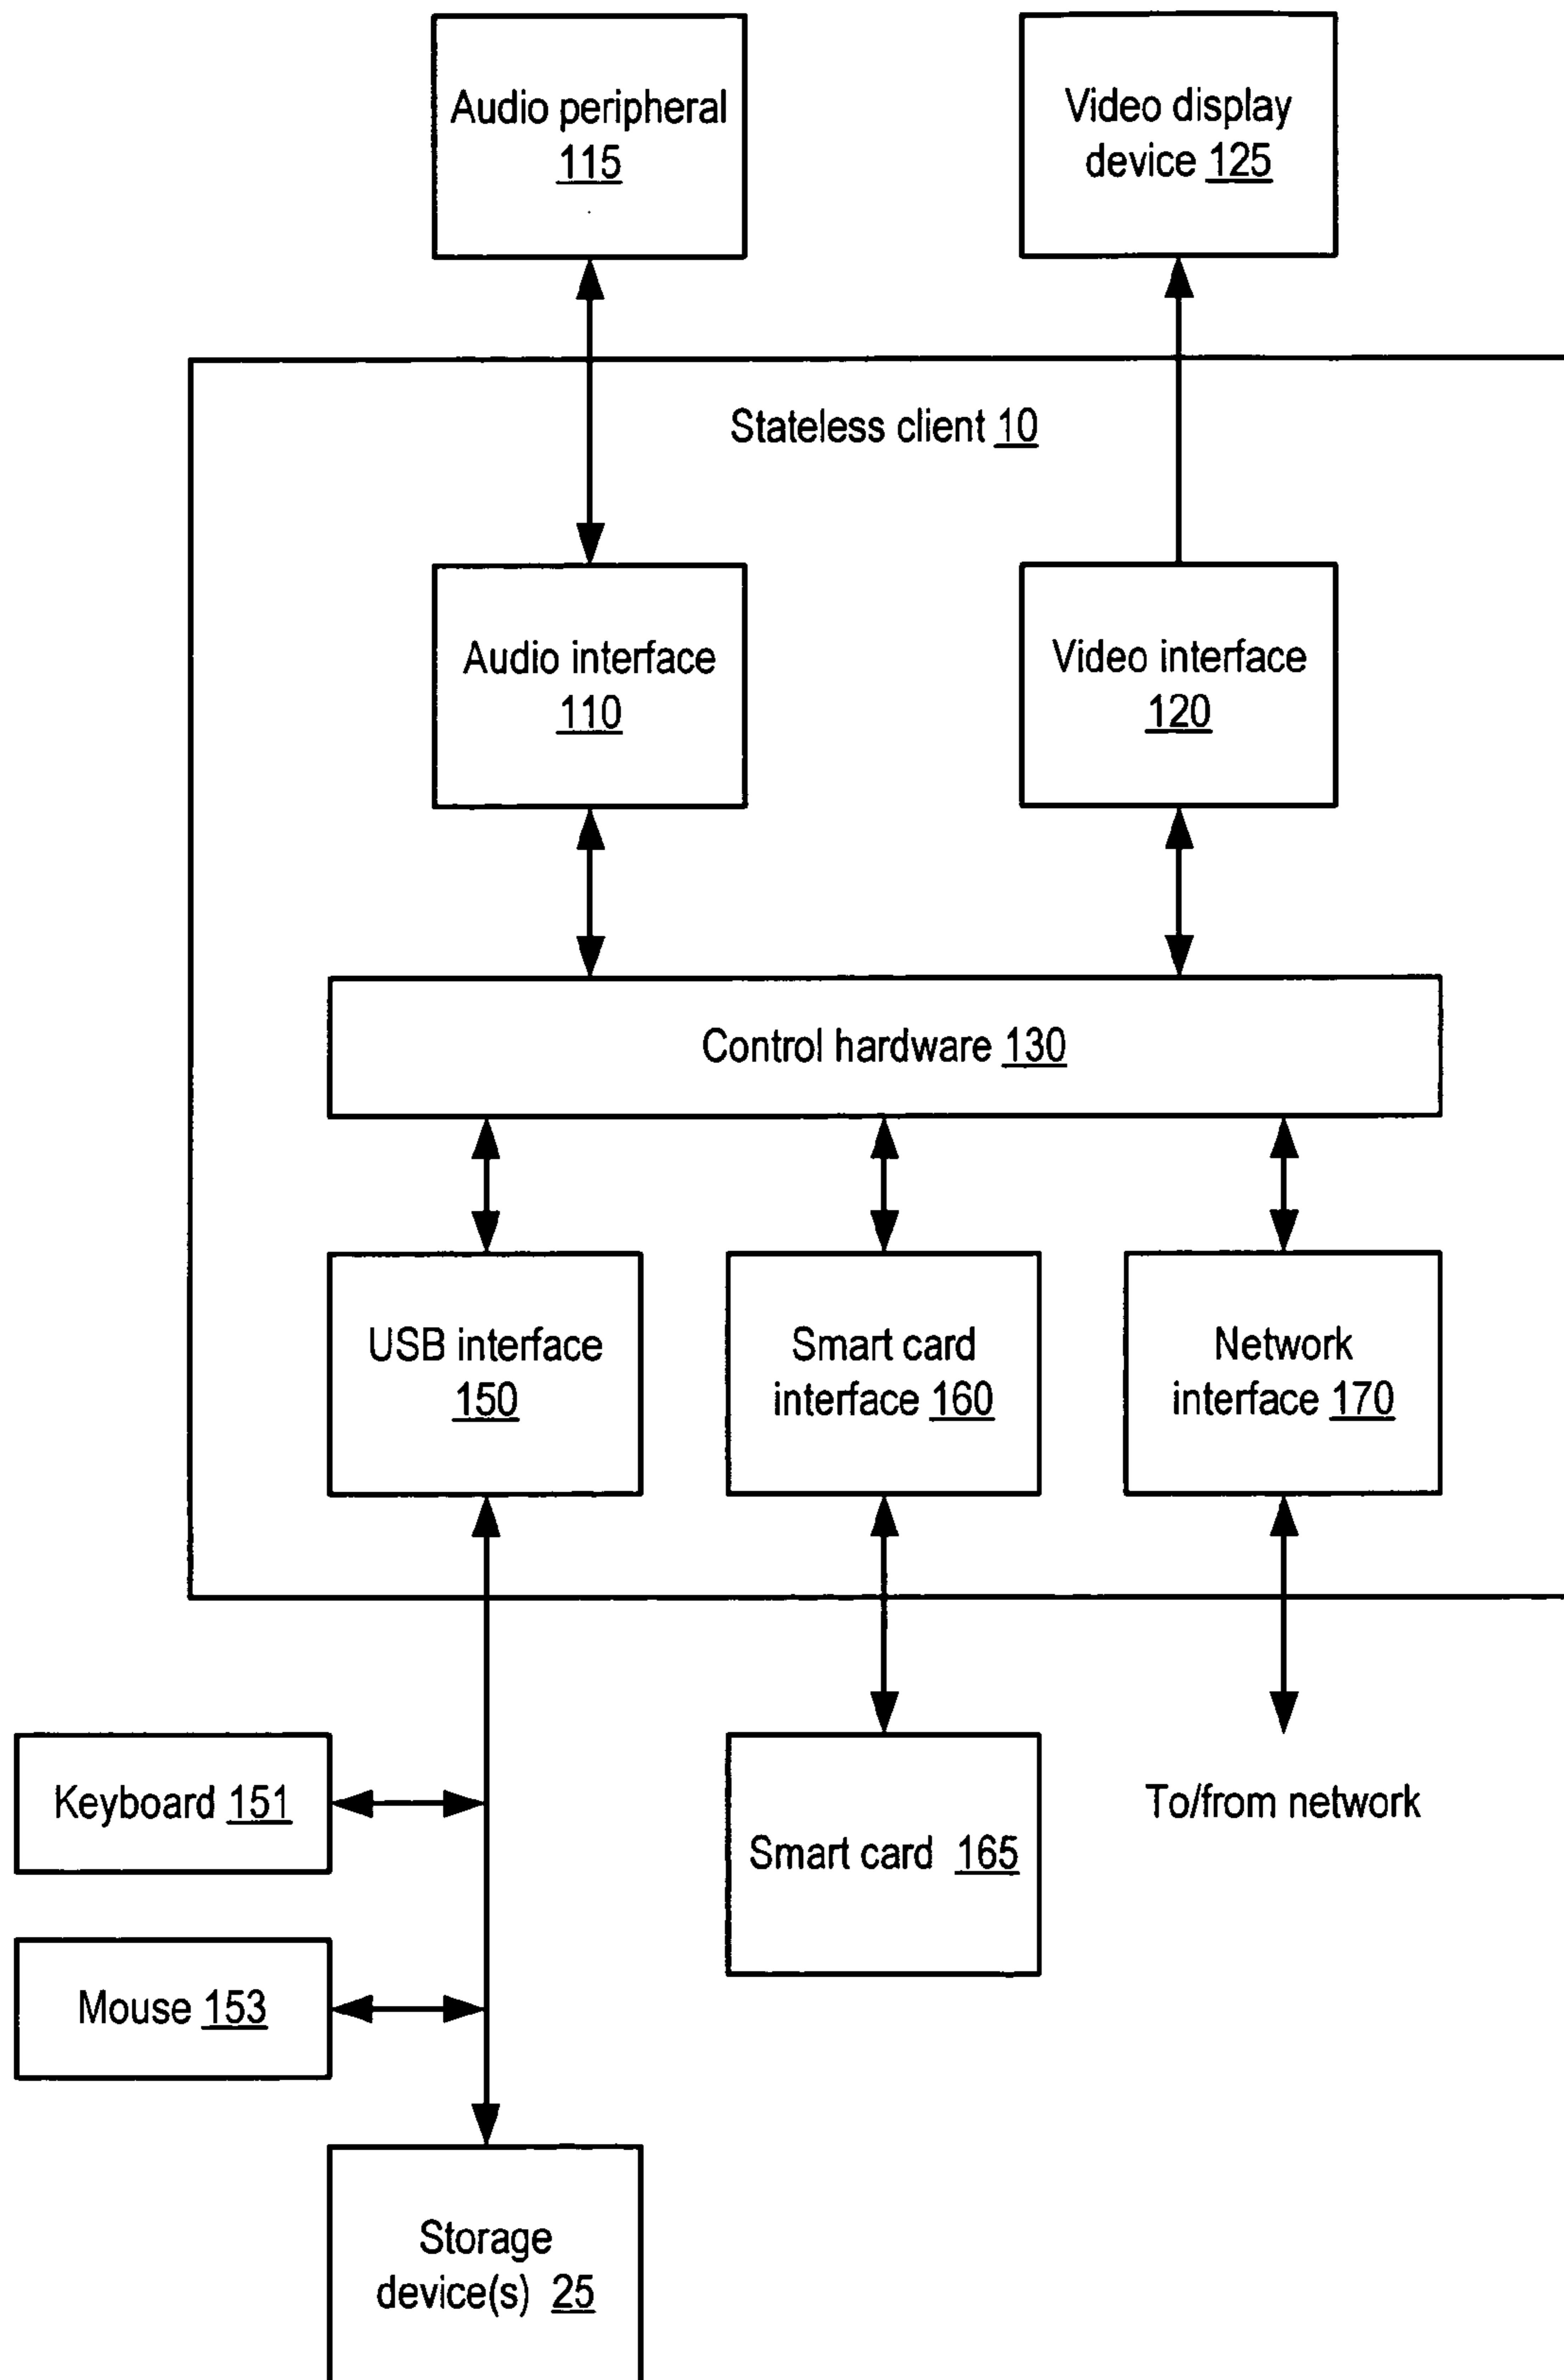 Audio peripheral
115
Video display
device 125
Stateless client 10
Audio interface
110
Video interface
120
Control hardware 130
USB interface
150
Smart card
interface 160
Network
interface 170
Keyboard 151
To/from network
Smart card 165
Mouse 153
Storage
device(s) 25